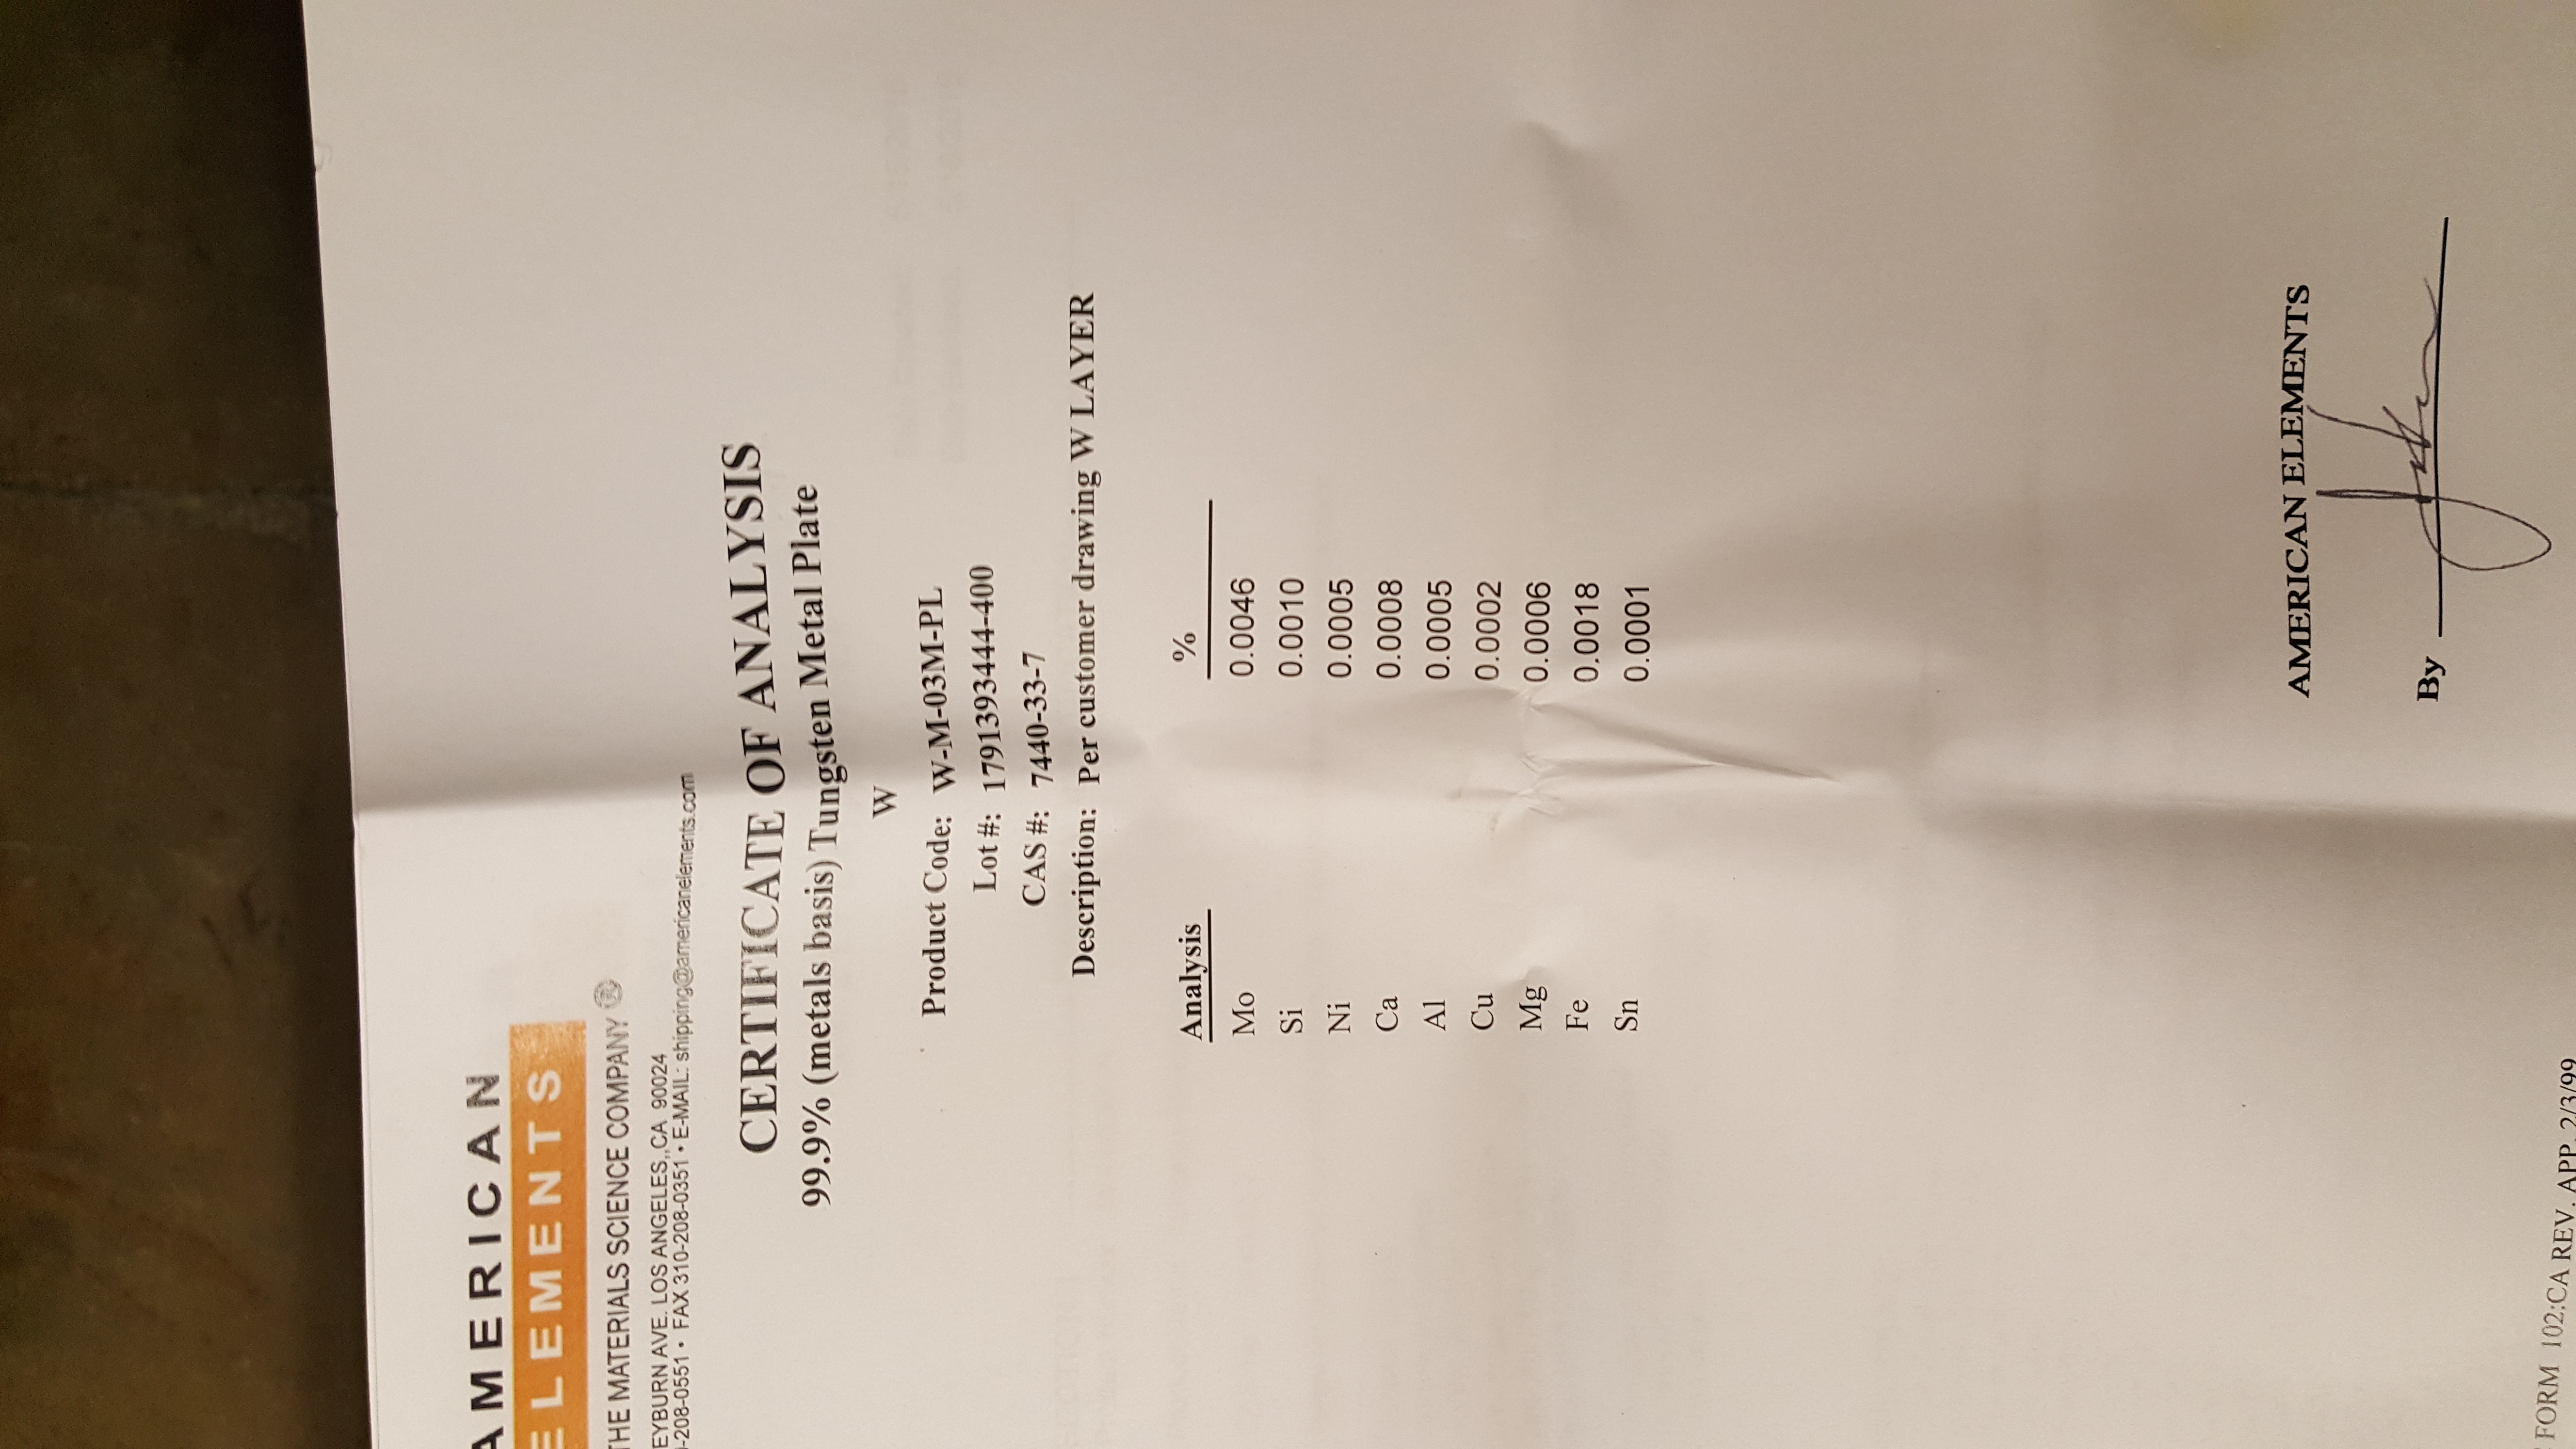 AMERICAN
ELEMENTS
THE MATERIALS SCIENCE COMPANY ®
EYBURN AVE. LOS ANGELES, CA 90024
-208-0551 • FAX 310-208-0351 • E-MAIL: shipping@americanelements.com
CERTIFICATE OF ANALYSIS
99.9% (metals basis) Tungsten Metal Plate
W
Product Code: W-M-03M-PL
Lot #: 1791393444-400
CAS #: 7440-33-7
Description: Per customer drawing W LAYER
Analysis %
Mo 0.0046
Si 0.0010
Ni 0.0005
Ca 0.0008
Al 0.0005
Cu 0.0002
Mg 0.0006
Fe 0.0018
Sn 0.0001
AMERICAN ELEMENTS
By
FORM 102:CA REV. APP. 2/3/99